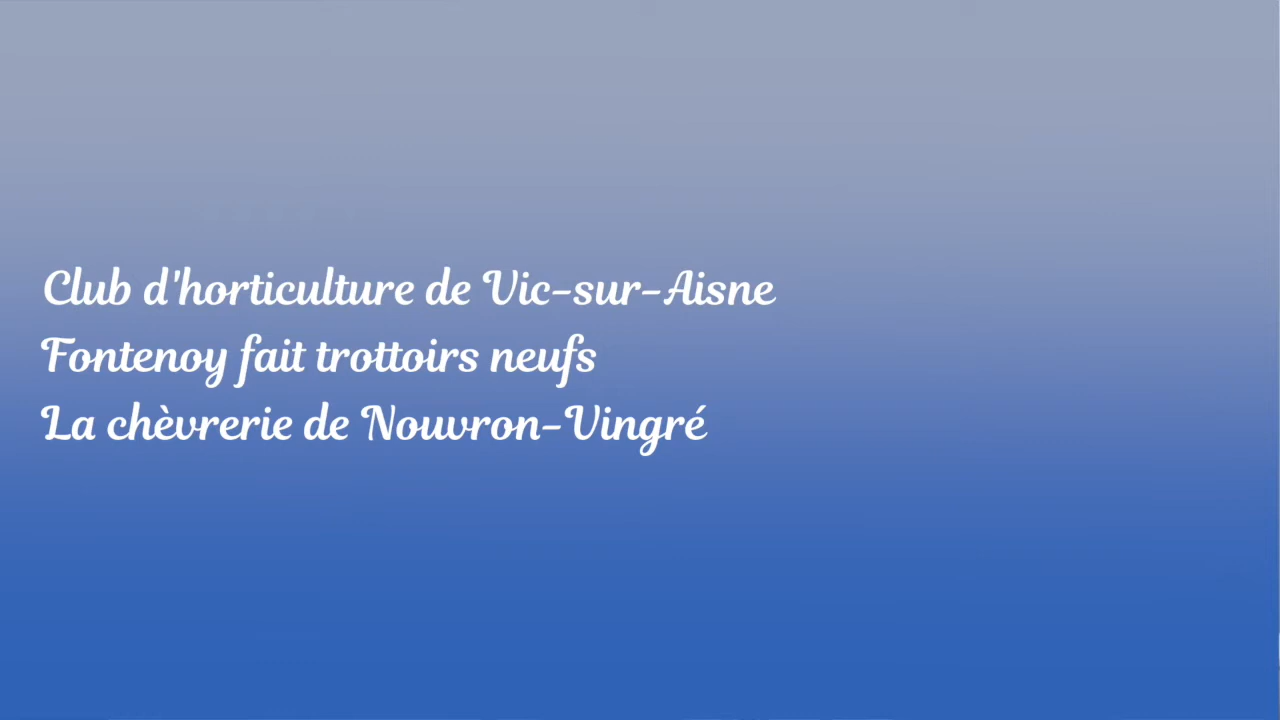 Club d'horticulture de Vic-sur-Aisne
Fontenoy fait trottoirs neufs
La chèvrerie de Nouvron-Vingré